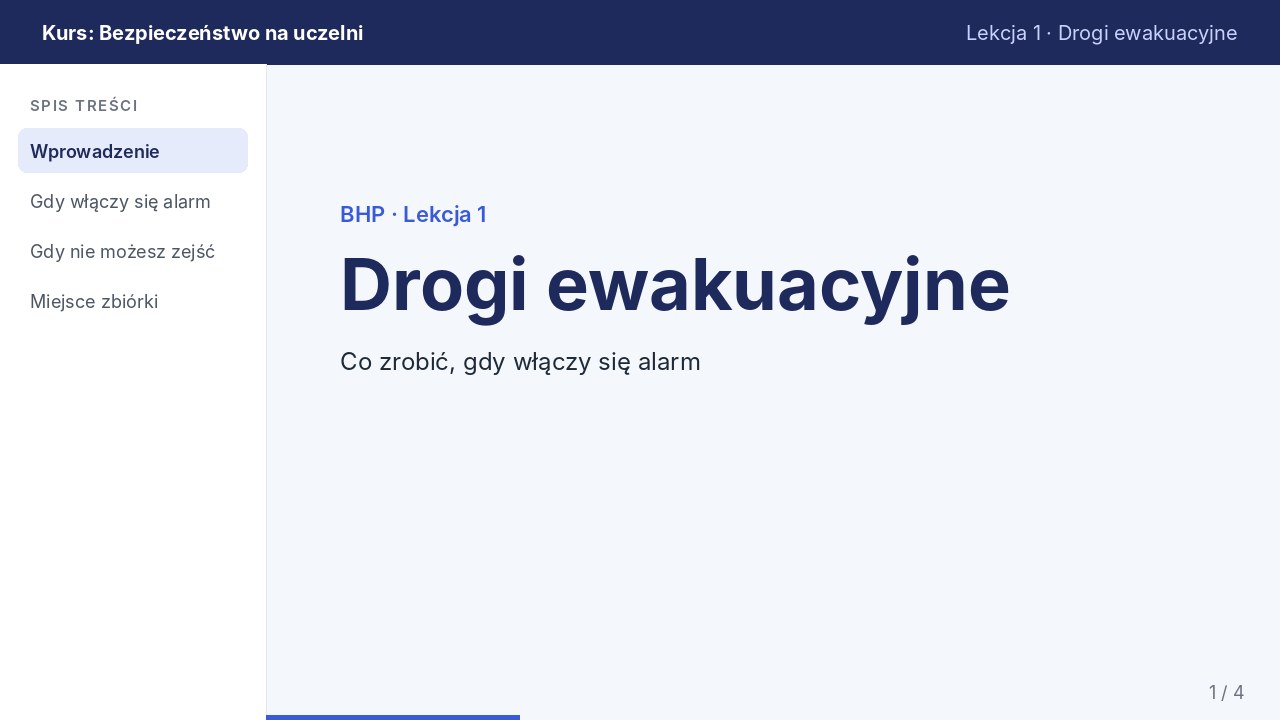 Kurs: Bezpieczeństwo na uczelni
Lekcja 1 · Drogi ewakuacyjne
SPIS TREŚCI
Wprowadzenie
Gdy włączy się alarm
Gdy nie możesz zejść
Miejsce zbiórki
BHP · Lekcja 1
Drogi ewakuacyjne
Co zrobić, gdy włączy się alarm
1 / 4